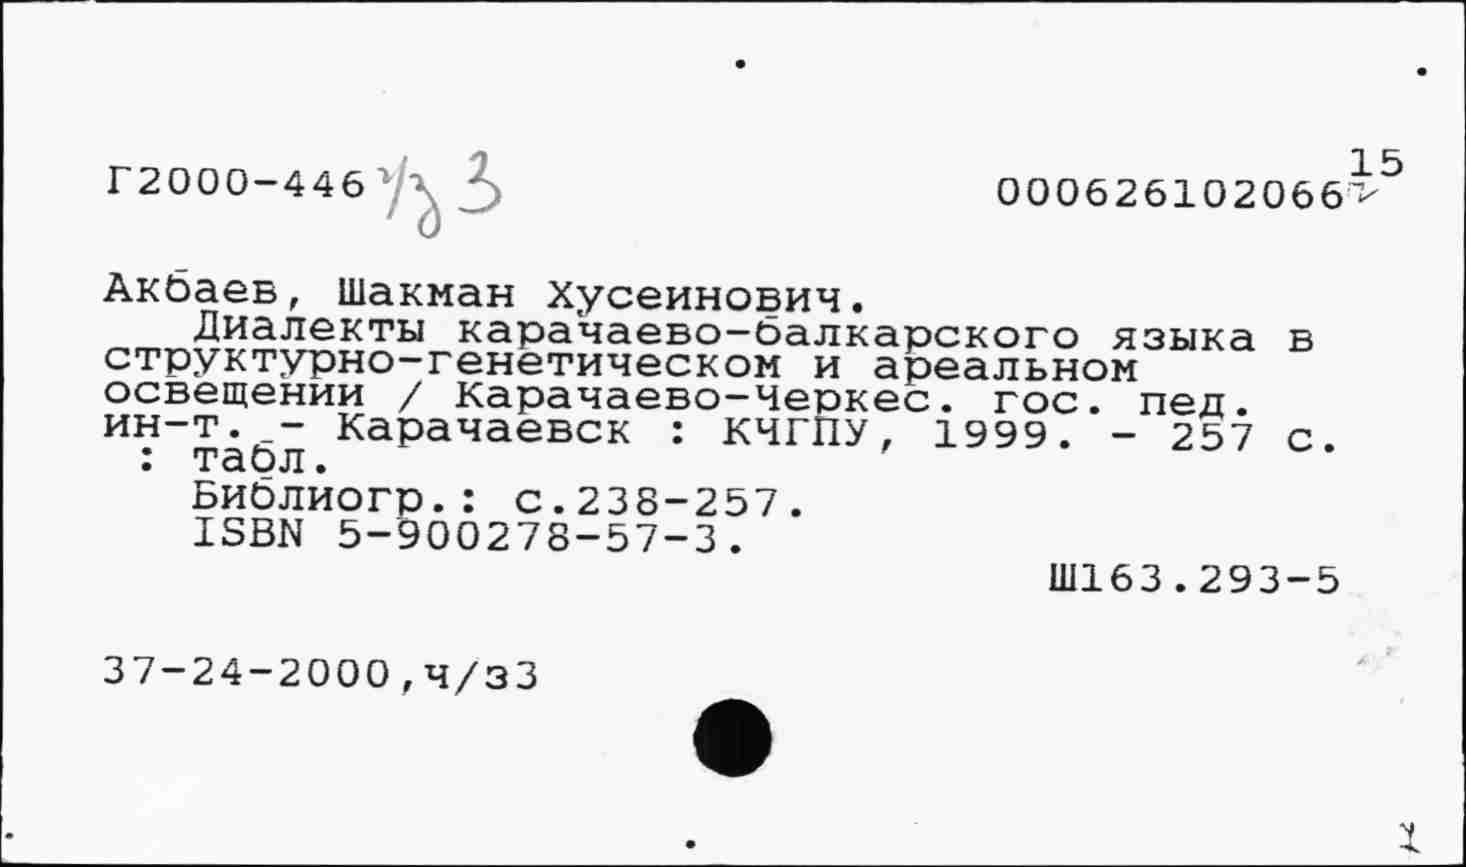 Г2000-446 ч/з 3
15
000626102066
Акбаев, Шакман Хусеинович.
Диалекты карачаево-балкарского языка в
структурно-генетическом и ареальном
освещении / Карачаево-Черкес. гос. пед.
ин-т. - Карачаевск : КЧГПУ, 1999. - 257 с.
: табл.
Библиогр.: с.238-257.
ISBN 5-900278-57-3.
Ш163.293-5
37-24-2000,ч/з3